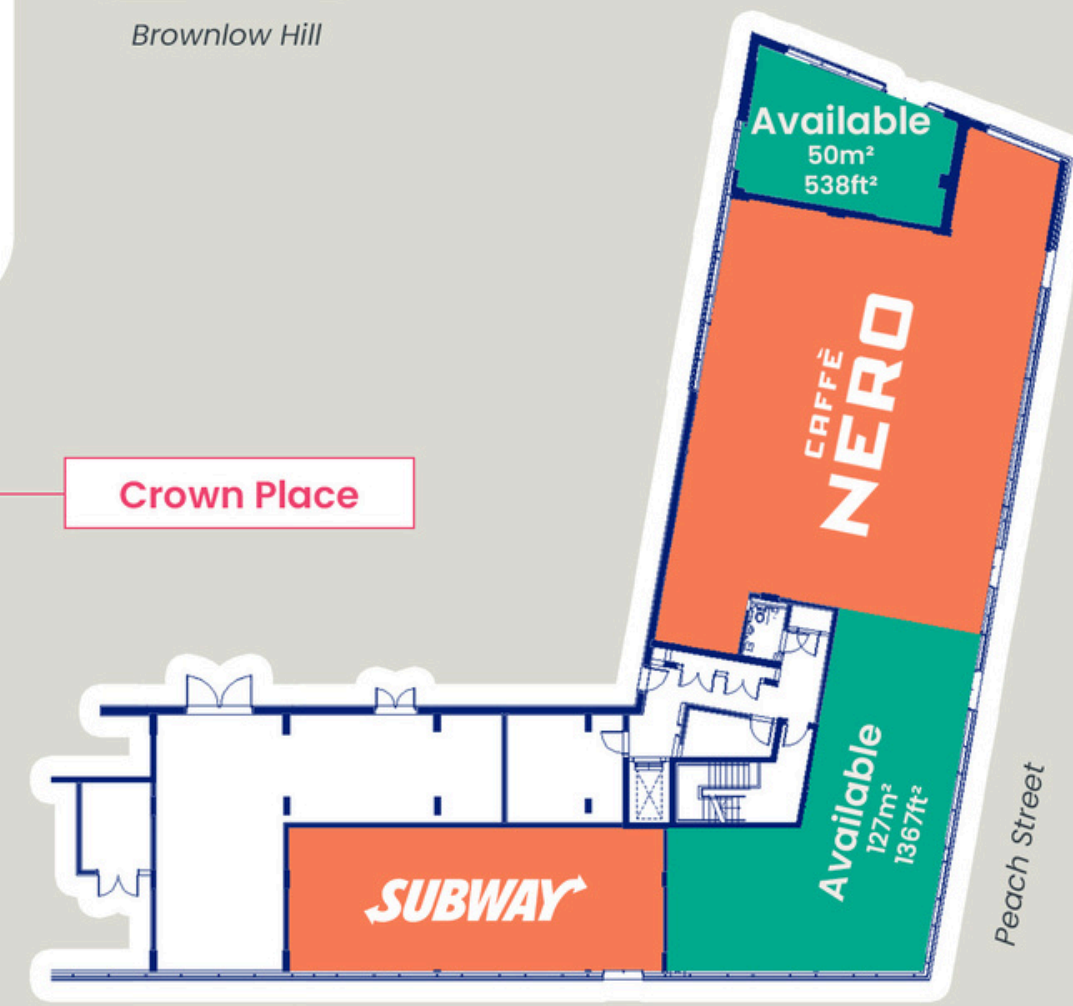 Brownlow Hill
Available
50m²
538ft²
CAFFÈ
NERO
Crown Place
Available
127m²
1367ft²
Peach Street
SUBWAY